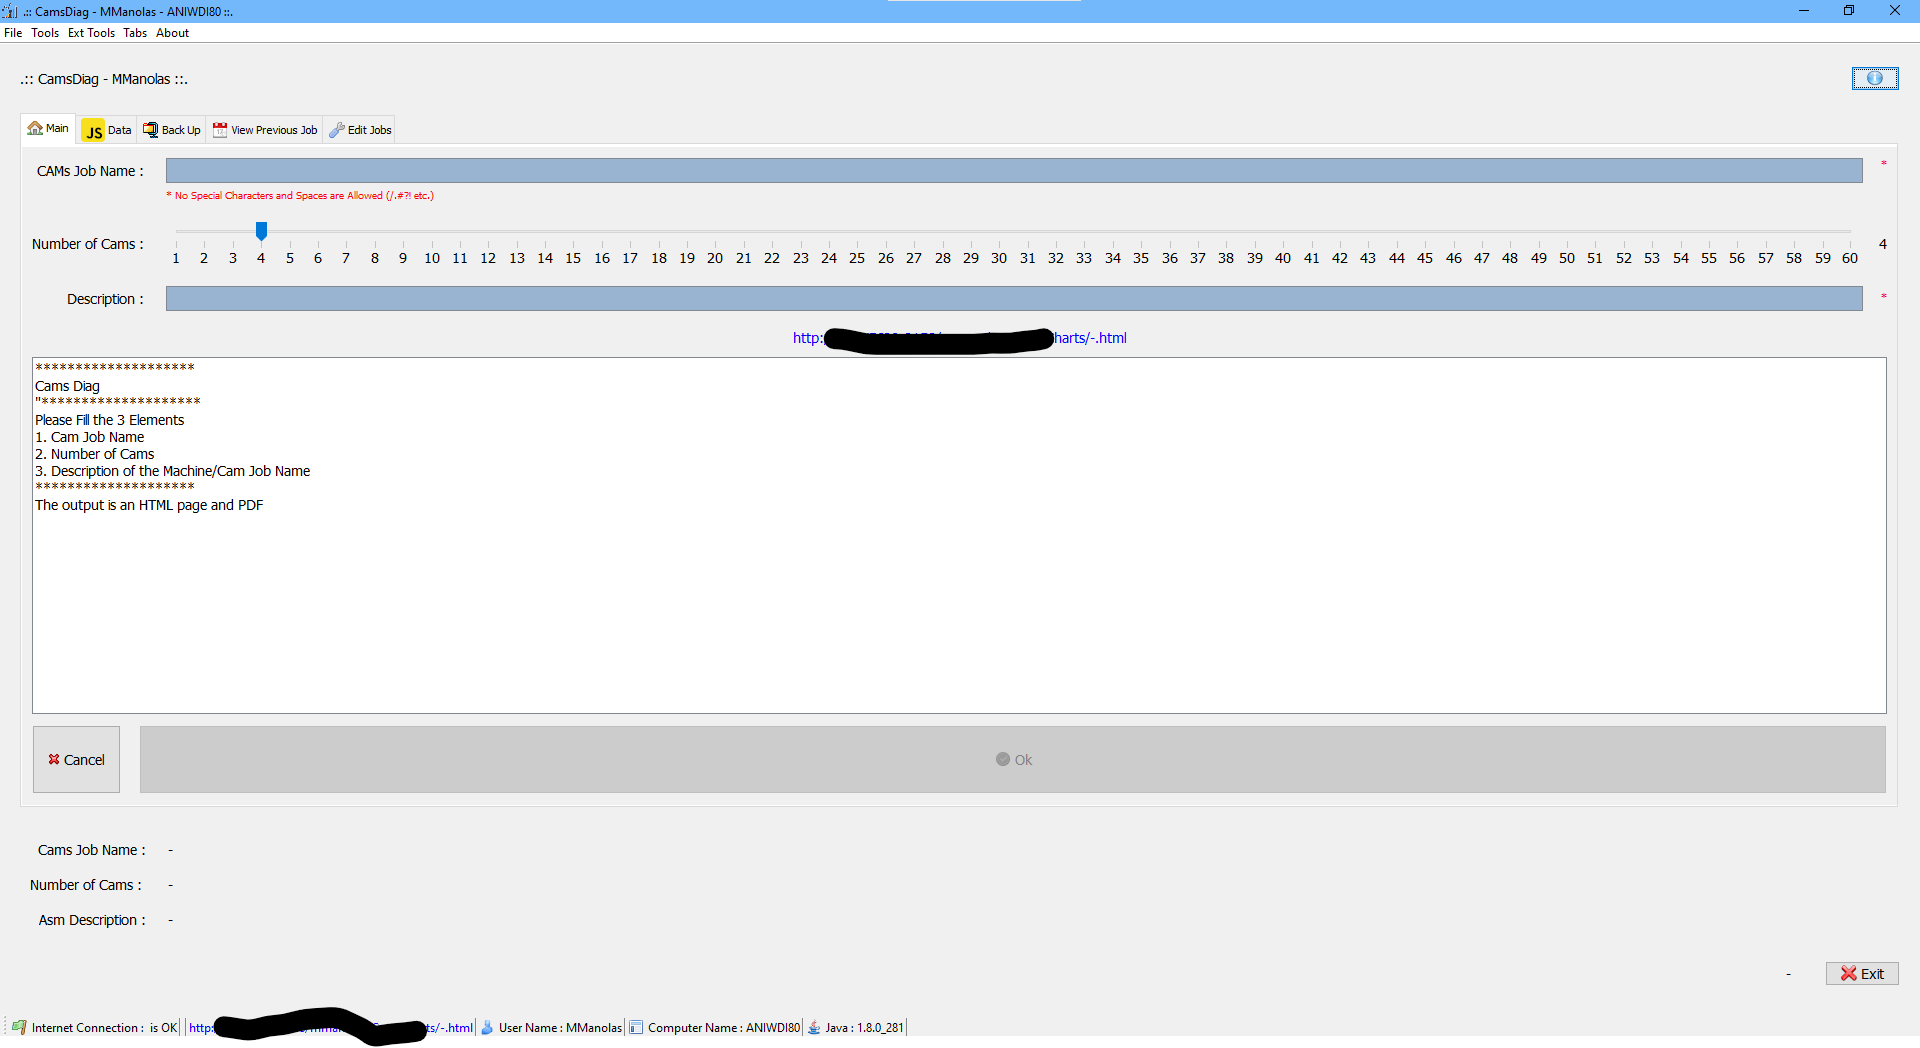 .:: CamsDiag - MManolas - ANIWDI80 ::.
File Tools Ext Tools Tabs About
.:: CamsDiag - MManolas ::.
Main JS Data Back Up View Previous Job Edit Jobs
CAMs Job Name : *
* No Special Characters and Spaces are Allowed (/.#?! etc.)
Number of Cams : 4
1 2 3 4 5 6 7 8 9 10 11 12 13 14 15 16 17 18 19 20 21 22 23 24 25 26 27 28 29 30 31 32 33 34 35 36 37 38 39 40 41 42 43 44 45 46 47 48 49 50 51 52 53 54 55 56 57 58 59 60
Description : *
http: harts/-.html
********************
Cams Diag
"********************
Please Fill the 3 Elements
1. Cam Job Name
2. Number of Cams
3. Description of the Machine/Cam Job Name
********************
The output is an HTML page and PDF
Cancel Ok
Cams Job Name : -
Number of Cams : -
Asm Description : -
- Exit
Internet Connection : is OK http: ts/-.html User Name : MManolas Computer Name : ANIWDI80 Java : 1.8.0_281